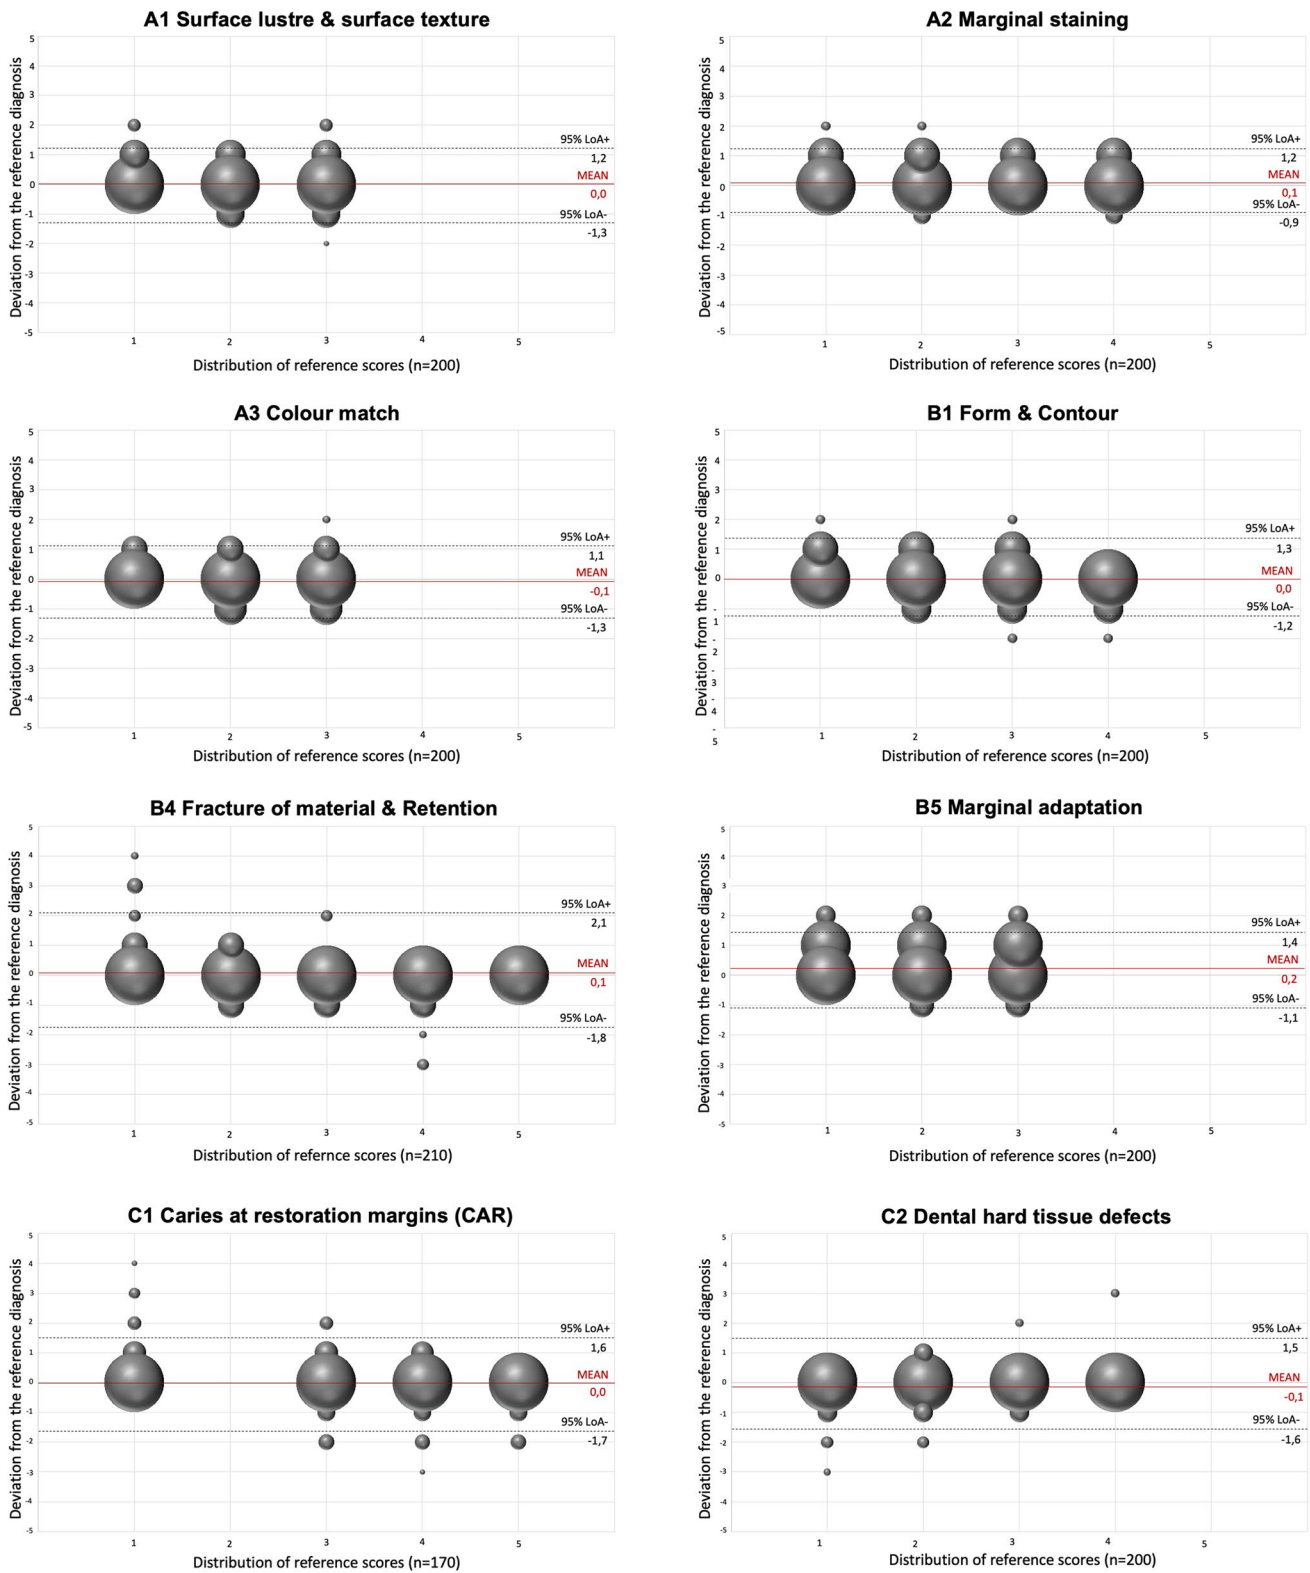 A1 Surface lustre & surface texture
Deviation from the reference diagnosis
5
4
3
2
1
0
-1
-2
-3
-4
-5
95% LoA+
1,2
MEAN
0,0
95% LoA-
-1,3
1 2 3 4 5
Distribution of reference scores (n=200)
A2 Marginal staining
Deviation from the reference diagnosis
5
4
3
2
1
0
-1
-2
-3
-4
-5
95% LoA+
1,2
MEAN
0,1
95% LoA-
-0,9
1 2 3 4 5
Distribution of reference scores (n=200)
A3 Colour match
Deviation from the reference diagnosis
5
4
3
2
1
0
-1
-2
-3
-4
-5
95% LoA+
1,1
MEAN
-0,1
95% LoA-
-1,3
1 2 3 4 5
Distribution of reference scores (n=200)
B1 Form & Contour
Deviation from the reference diagnosis
5
4
3
2
1
0
-
1
-
2
-
3
-
4
-
5
95% LoA+
1,3
MEAN
0,0
95% LoA-
-1,2
1 2 3 4 5
Distribution of reference scores (n=200)
B4 Fracture of material & Retention
Deviation from the reference diagnosis
5
4
3
2
1
0
-1
-2
-3
-4
-5
95% LoA+
2,1
MEAN
0,1
95% LoA-
-1,8
1 2 3 4 5
Distribution of refernce scores (n=210)
B5 Marginal adaptation
Deviation from the reference diagnosis
5
4
3
2
1
0
-1
-2
-3
-4
-5
95% LoA+
1,4
MEAN
0,2
95% LoA-
-1,1
1 2 3 4 5
Distribution of reference scores (n=200)
C1 Caries at restoration margins (CAR)
Deviation from the reference diagnosis
5
4
3
2
1
0
-1
-2
-3
-4
-5
95% LoA+
1,6
MEAN
0,0
95% LoA-
-1,7
1 2 3 4 5
Distribution of reference scores (n=170)
C2 Dental hard tissue defects
Deviation from the reference diagnosis
5
4
3
2
1
0
-1
-2
-3
-4
-5
95% LoA+
1,5
MEAN
-0,1
95% LoA-
-1,6
1 2 3 4 5
Distribution of reference scores (n=200)